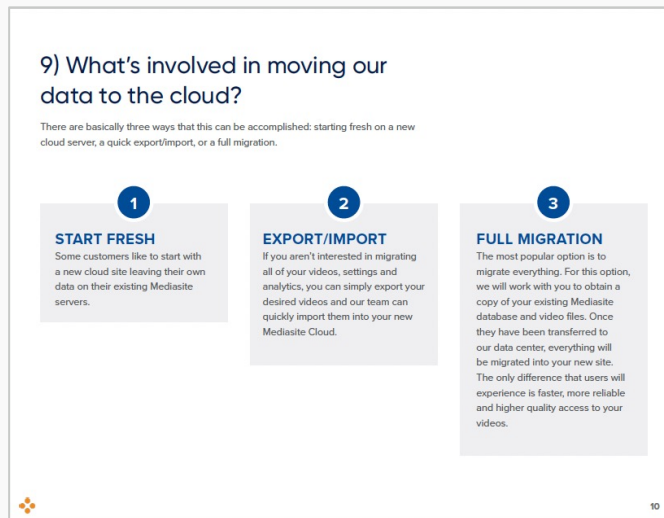 9) What's involved in moving our
data to the cloud?
There are basically three ways that this can be accomplished: starting fresh on a new
cloud server, a quick export/import, or a full migration.
1
START FRESH
Some customers like to start with
a new cloud site leaving their own
data on their existing Mediasite
servers.
2
EXPORT/IMPORT
If you aren't interested in migrating
all of your videos, settings and
analytics, you can simply export your
desired videos and our team can
quickly import them into your new
Mediasite Cloud.
3
FULL MIGRATION
The most popular option is to
migrate everything. For this option,
we will work with you to obtain a
copy of your existing Mediasite
database and video files. Once
they have been transferred to
our data center, everything will
be migrated into your new site.
The only difference that users will
experience is faster, more reliable
and higher quality access to your
videos.
10